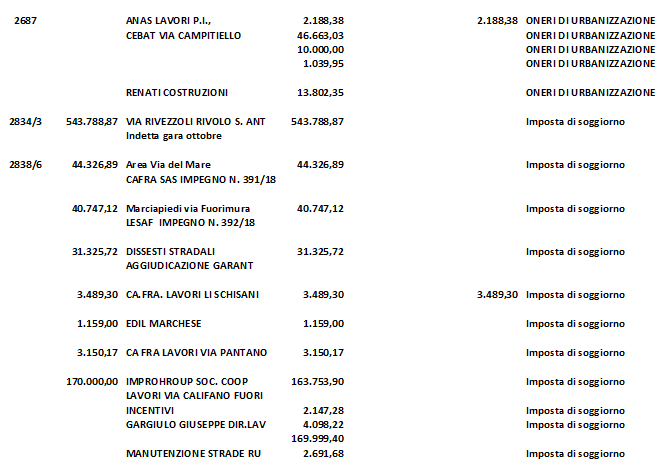 2687 ANAS LAVORI P.I., 2.188,38 2.188,38 ONERI DI URBANIZZAZIONE
CEBAT VIA CAMPITIELLO 46.663,03 ONERI DI URBANIZZAZIONE
10.000,00 ONERI DI URBANIZZAZIONE
1.039,95 ONERI DI URBANIZZAZIONE
RENATI COSTRUZIONI 13.802,35 ONERI DI URBANIZZAZIONE
2834/3 543.788,87 VIA RIVEZZOLI RIVOLO S. ANT 543.788,87 Imposta di soggiorno
Indetta gara ottobre
2838/6 44.326,89 Area Via del Mare 44.326,89 Imposta di soggiorno
CAFRA SAS IMPEGNO N. 391/18
40.747,12 Marciapiedi via Fuorimura 40.747,12 Imposta di soggiorno
LESAF IMPEGNO N. 392/18
31.325,72 DISSESTI STRADALI 31.325,72 Imposta di soggiorno
AGGIUDICAZIONE GARANT
3.489,30 CA.FRA. LAVORI LI SCHISANI 3.489,30 3.489,30 Imposta di soggiorno
1.159,00 EDIL MARCHESE 1.159,00 Imposta di soggiorno
3.150,17 CA FRA LAVORI VIA PANTANO 3.150,17 Imposta di soggiorno
170.000,00 IMPROHROUP SOC. COOP 163.753,90 Imposta di soggiorno
LAVORI VIA CALIFANO FUORI
INCENTIVI 2.147,28 Imposta di soggiorno
GARGIULO GIUSEPPE DIR.LAV 4.098,22 Imposta di soggiorno
169.999,40
MANUTENZIONE STRADE RU 2.691,68 Imposta di soggiorno